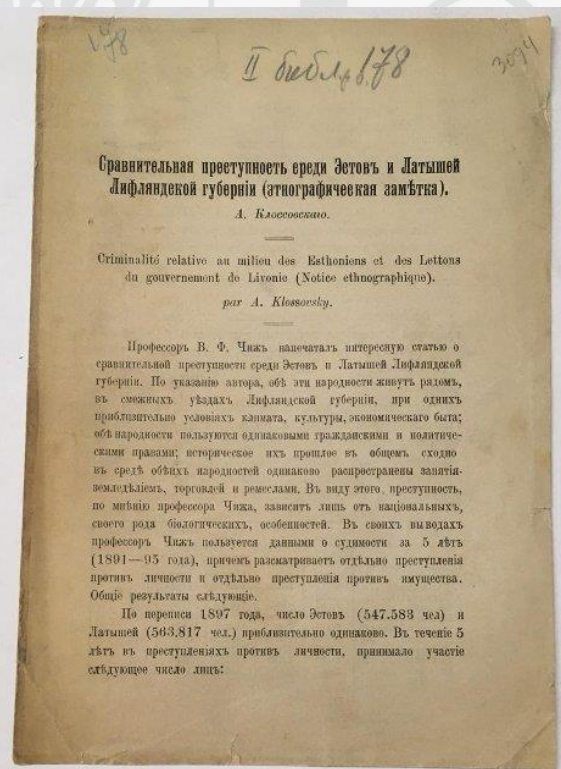 178
II библ. 178
3094
Сравнительная преступность среди Эстовъ и Латышей
Лифляндской губерніи (этнографическая замѣтка).
А. Клоссовскаго.
Criminalité relative au milieu des Esthoniens et des Lettons
du gouvernement de Livonie (Notice ethnographique).
par A. Klossovsky.
Профессоръ В. Ф. Чижъ напечаталъ интересную статью о
сравнительной преступности среди Эстовъ и Латышей Лифляндской
губерніи. По указанію автора, обѣ эти народности живутъ рядомъ,
въ смежныхъ уѣздахъ Лифляндской губерніи, при однихъ
приблизительно условіяхъ климата, культуры, экономическаго быта;
обѣ народности пользуются одинаковыми гражданскими и политиче-
скими правами; историческое ихъ прошлое въ общемъ сходно
въ средѣ обѣихъ народностей одинаково распространены занятія-
земледѣліемъ, торговлей и ремеслами. Въ виду этого, преступность,
по мнѣнію профессора Чижа, зависитъ лишь отъ національныхъ,
своего рода біологическихъ, особенностей. Въ своихъ выводахъ
профессоръ Чижъ пользуется данными о судимости за 5 лѣтъ
(1891—95 года), причемъ разсматриваетъ отдѣльно преступленія
противъ личности и отдѣльно преступленія противъ имущества.
Общіе результаты слѣдующіе.
По переписи 1897 года, число Эстовъ (547.583 чел) и
Латышей (563,817 чел.) приблизительно одинаково. Въ теченіе 5
лѣтъ въ преступленіяхъ противъ личности, принимало участіе
слѣдующее число лицъ: